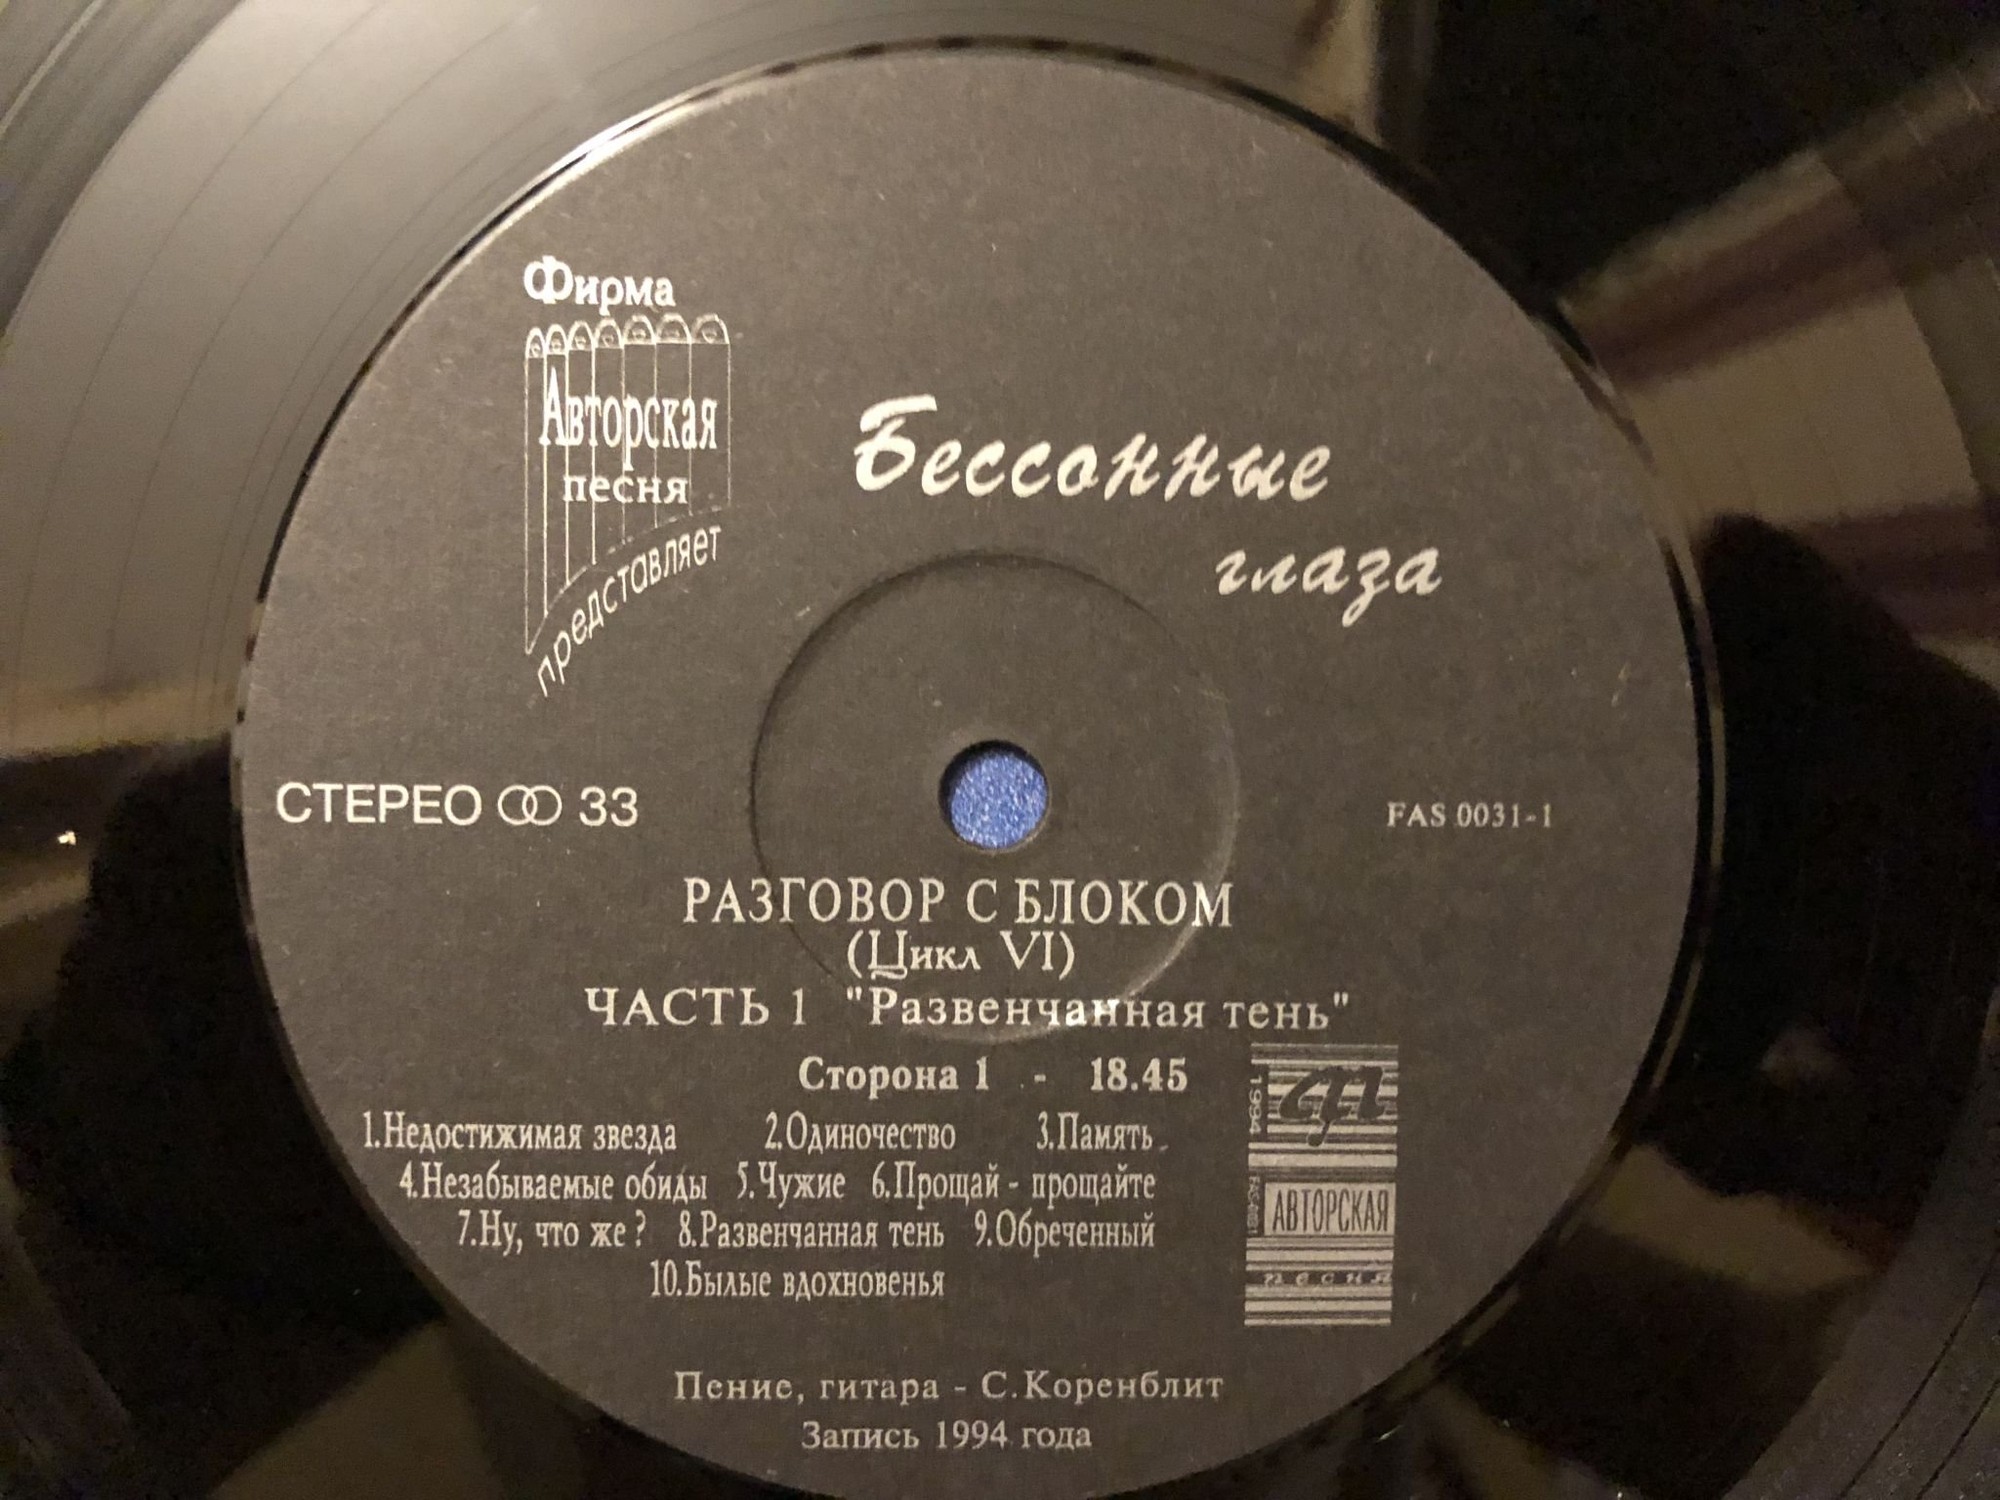 Фирма
Авторская
песня
представляет
Бессонные
глаза
СТЕРЕО 33
FAS 0031-1
РАЗГОВОР С БЛОКОМ
(Цикл VI)
ЧАСТЬ 1 "Развенчанная тень"
Сторона 1 - 18.45
1.Недостижимая звезда 2.Одиночество 3.Память
4.Незабываемые обиды 5.Чужие 6.Прощай - прощайте
7.Ну, что же? 8.Развенчанная тень 9.Обреченный
10.Былые вдохновенья
1994
АВТОРСКАЯ
песня
Пение, гитара - С.Коренблит
Запись 1994 года